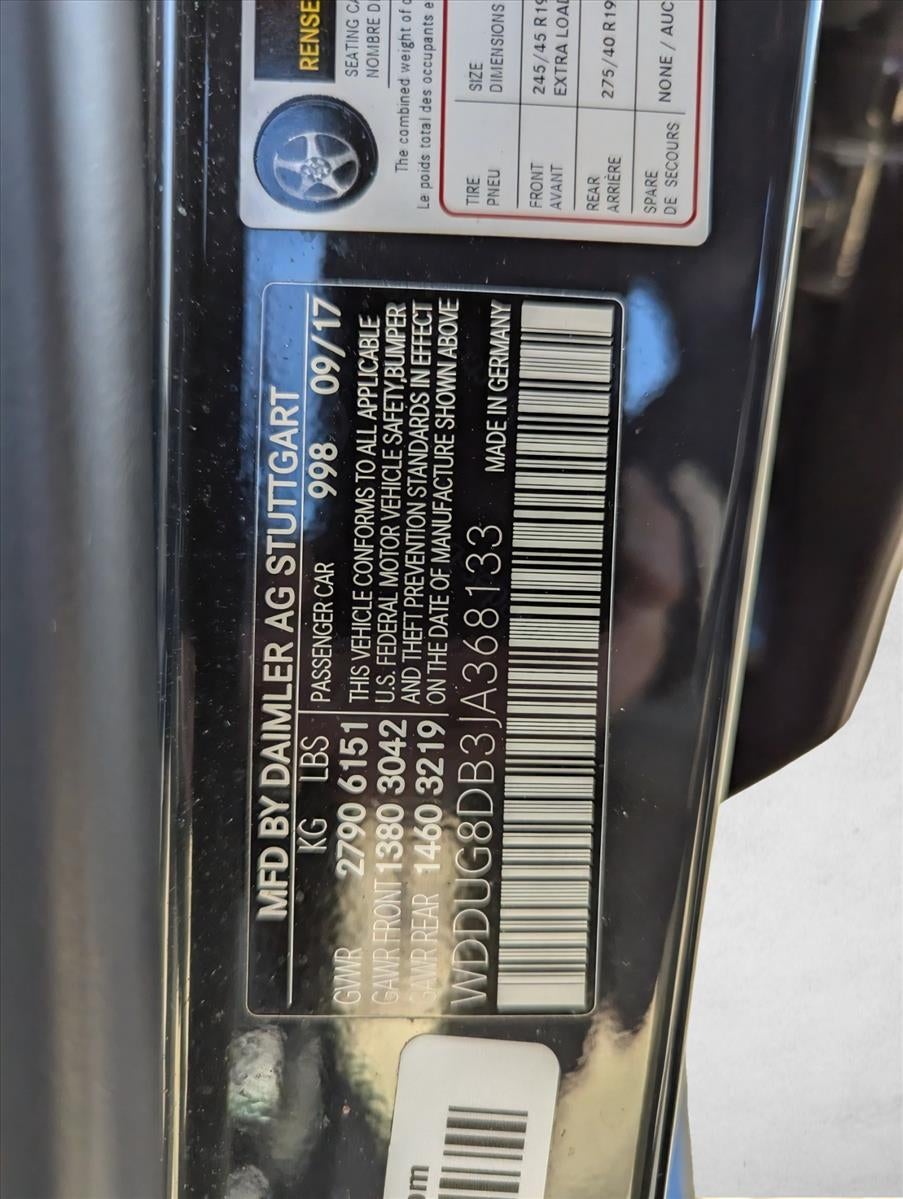 MFD BY DAIMLER AG STUTTGART
KG LBS PASSENGER CAR 998 09/17
GVWR 2790 6151
GAWR FRONT 1380 3042
GAWR REAR 1460 3219
THIS VEHICLE CONFORMS TO ALL APPLICABLE
U.S. FEDERAL MOTOR VEHICLE SAFETY, BUMPER
AND THEFT PREVENTION STANDARDS IN EFFECT
ON THE DATE OF MANUFACTURE SHOWN ABOVE
WDDUG8DB3JA368133 MADE IN GERMANY
RENSE
SEATING CA
NOMBRE DE
The combined weight of o
Le poids total des occupants e
TIRE SIZE
PNEU DIMENSIONS
FRONT 245/45 R19
AVANT EXTRA LOAD
REAR 275/40 R19
ARRIÈRE
SPARE NONE / AUC
DE SECOURS
om